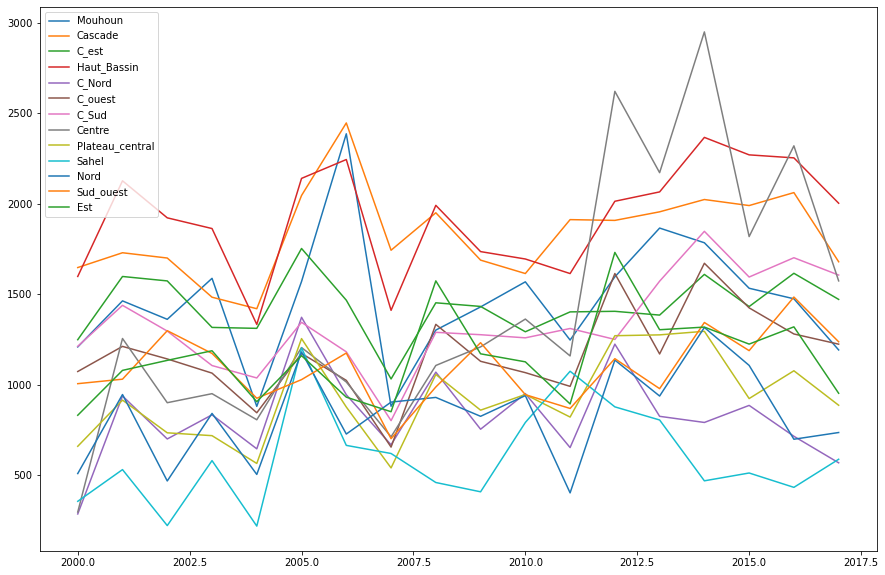 3000
2500
2000
1500
1000
500
Mouhoun
Cascade
C_est
Haut_Bassin
C_Nord
C_ouest
C_Sud
Centre
Plateau_central
Sahel
Nord
Sud_ouest
Est
2000.0 2002.5 2005.0 2007.5 2010.0 2012.5 2015.0 2017.5